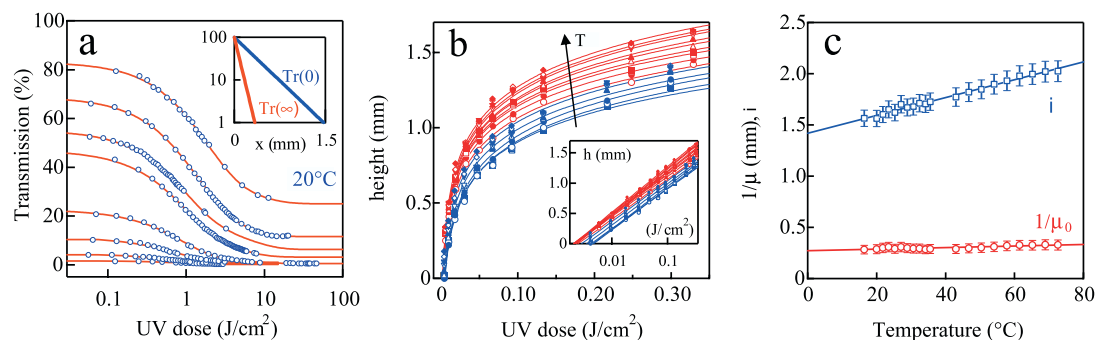 a
Transmission (%)
100
80
60
40
20
0
0.1
1
10
100
UV dose (J/cm²)
20°C
100
10
1
Tr(0)
Tr(∞)
0
1.5
x (mm)
b
height (mm)
1.5
1.0
0.5
0
0
0.10
0.20
0.30
UV dose (J/cm²)
T
h (mm)
1.5
1.0
0.5
0
0.01
0.1
(J/cm²)
c
1/μ (mm), i
2.5
2.0
1.5
1.0
0.5
0.0
0
20
40
60
80
Temperature (°C)
i
1/μ₀